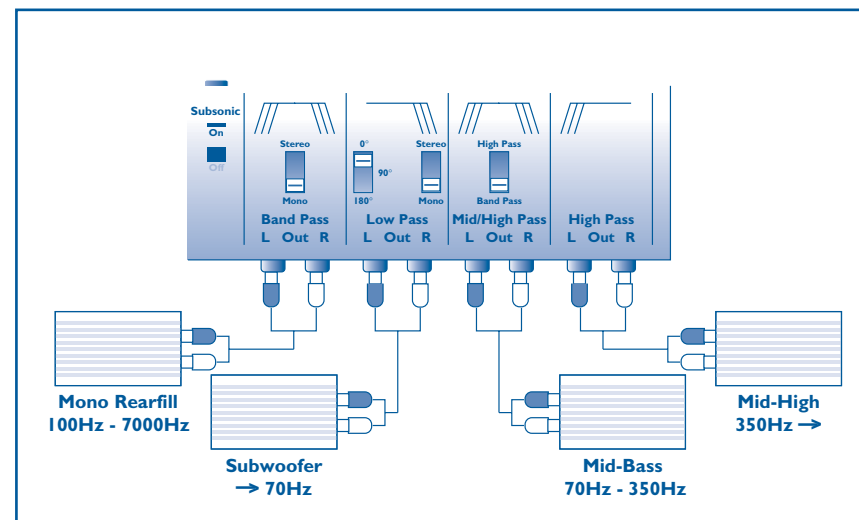 Subsonic
On
Off
Stereo
Mono
Band Pass
L Out R
0°
90°
180°
Stereo
Mono
Low Pass
L Out R
High Pass
Band Pass
Mid/High Pass
L Out R
High Pass
L Out R
Mono Rearfill
100Hz - 7000Hz
Subwoofer
→ 70Hz
Mid-Bass
70Hz - 350Hz
Mid-High
350Hz →